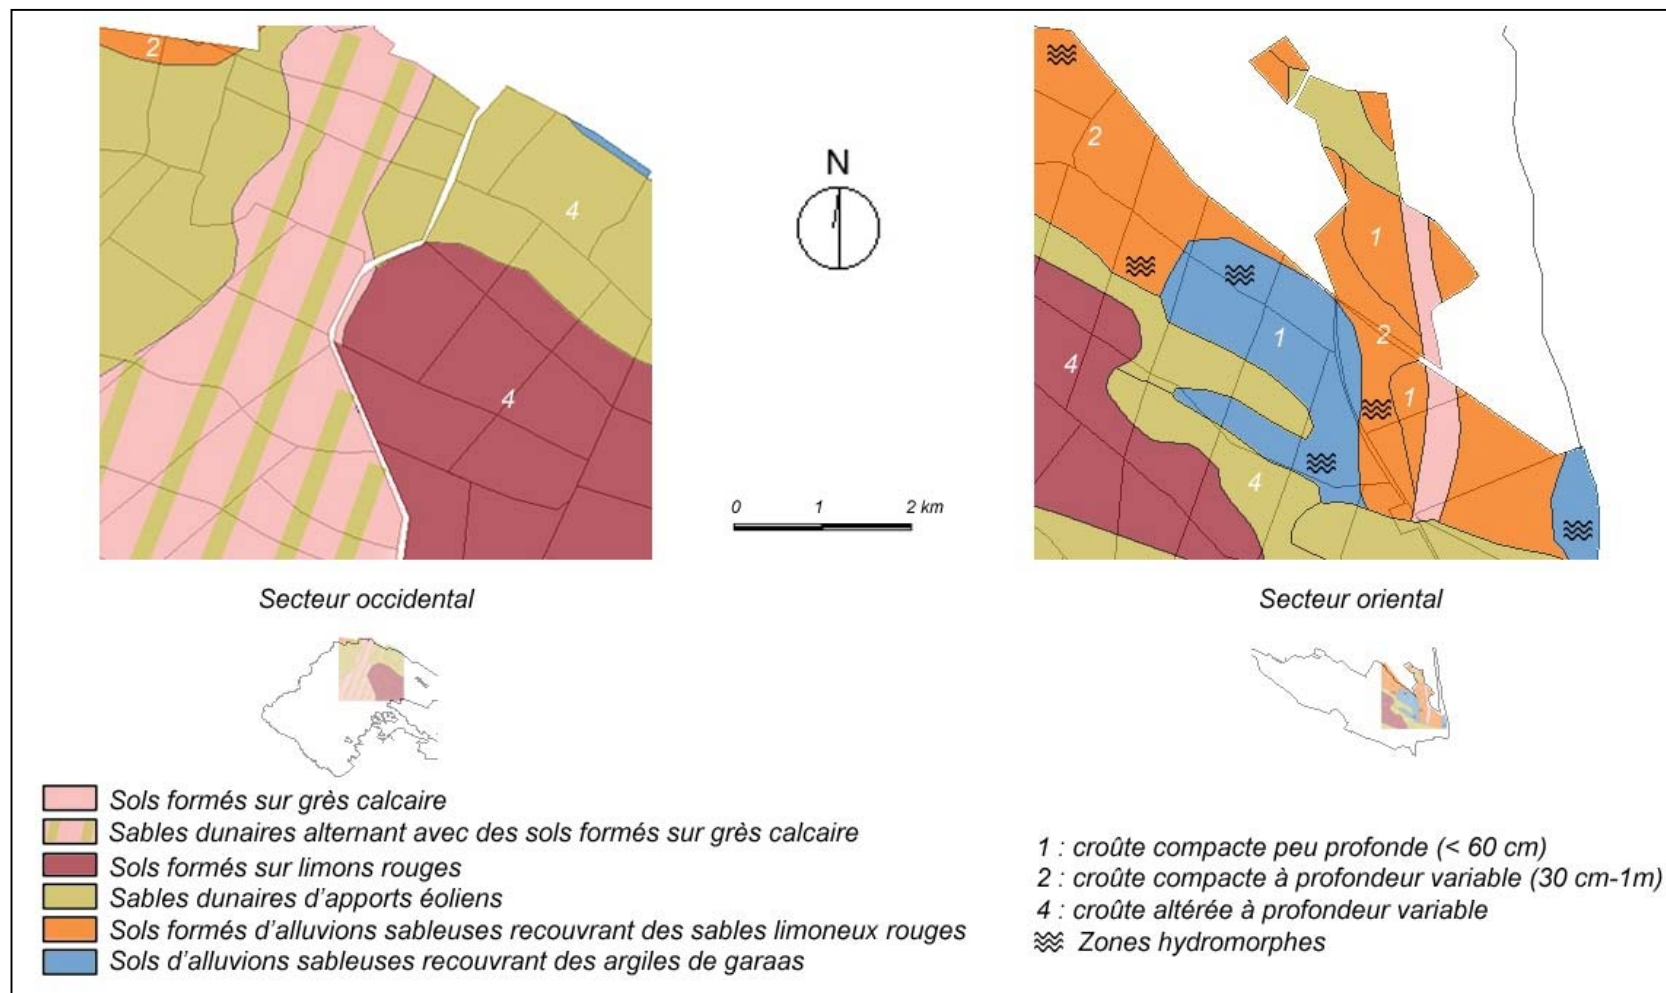 2
4
4
N
0 1 2 km
2
1
2
1
1
4
4
Secteur occidental
Secteur oriental
Sols formés sur grès calcaire
Sables dunaires alternant avec des sols formés sur grès calcaire
Sols formés sur limons rouges
Sables dunaires d'apports éoliens
Sols formés d'alluvions sableuses recouvrant des sables limoneux rouges
Sols d'alluvions sableuses recouvrant des argiles de garaas
1 : croûte compacte peu profonde (< 60 cm)
2 : croûte compacte à profondeur variable (30 cm-1m)
4 : croûte altérée à profondeur variable
Zones hydromorphes